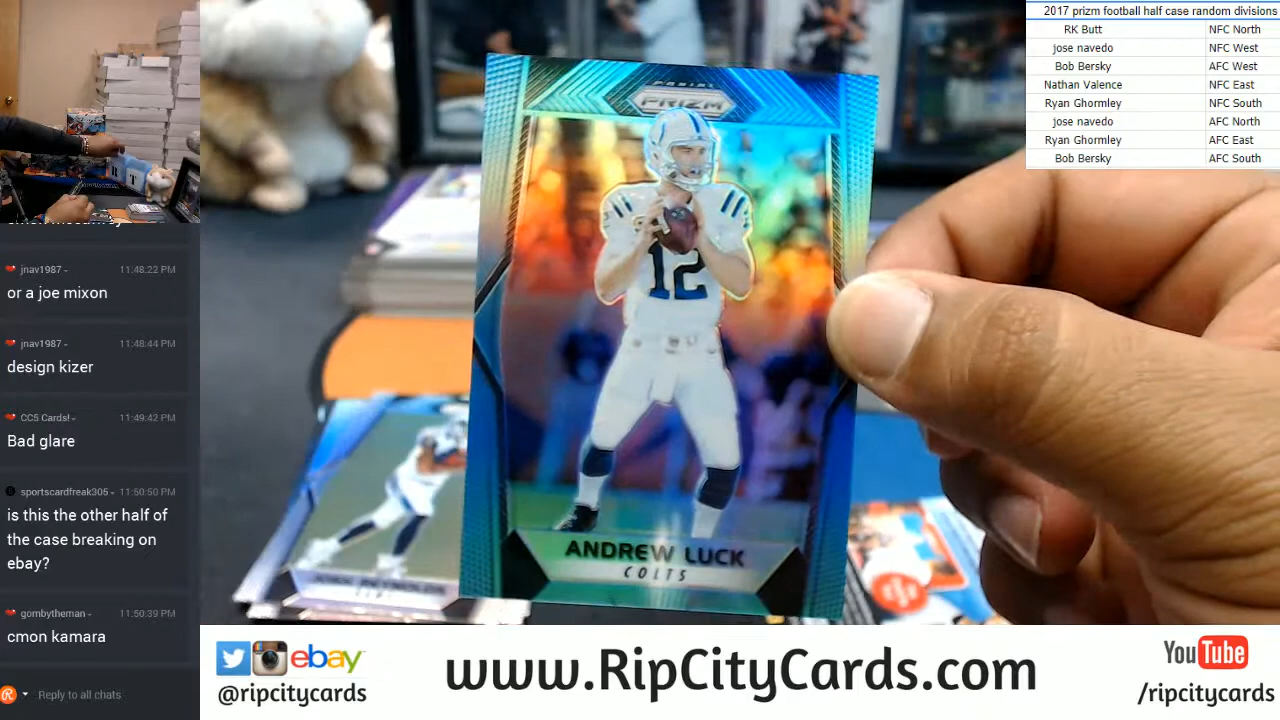 2017 prizm football half case random divisions
RK Butt NFC North
jose navedo NFC West
Bob Bersky AFC West
Nathan Valence NFC East
Ryan Ghormley NFC South
jose navedo AFC North
Ryan Ghormley AFC East
Bob Bersky AFC South
jnav1987 - 11:48:22 PM
or a joe mixon
jnav1987 - 11:48:44 PM
design kizer
CC5 Cards! - 11:49:42 PM
Bad glare
sportscardfreak305 - 11:50:50 PM
is this the other half of
the case breaking on
ebay?
gombytheman - 11:50:39 PM
cmon kamara
Reply to all chats
PANINI
PRIZM
12
ANDREW LUCK
COLTS
ebay
@ripcitycards
www.RipCityCards.com
YouTube
/ripcitycards